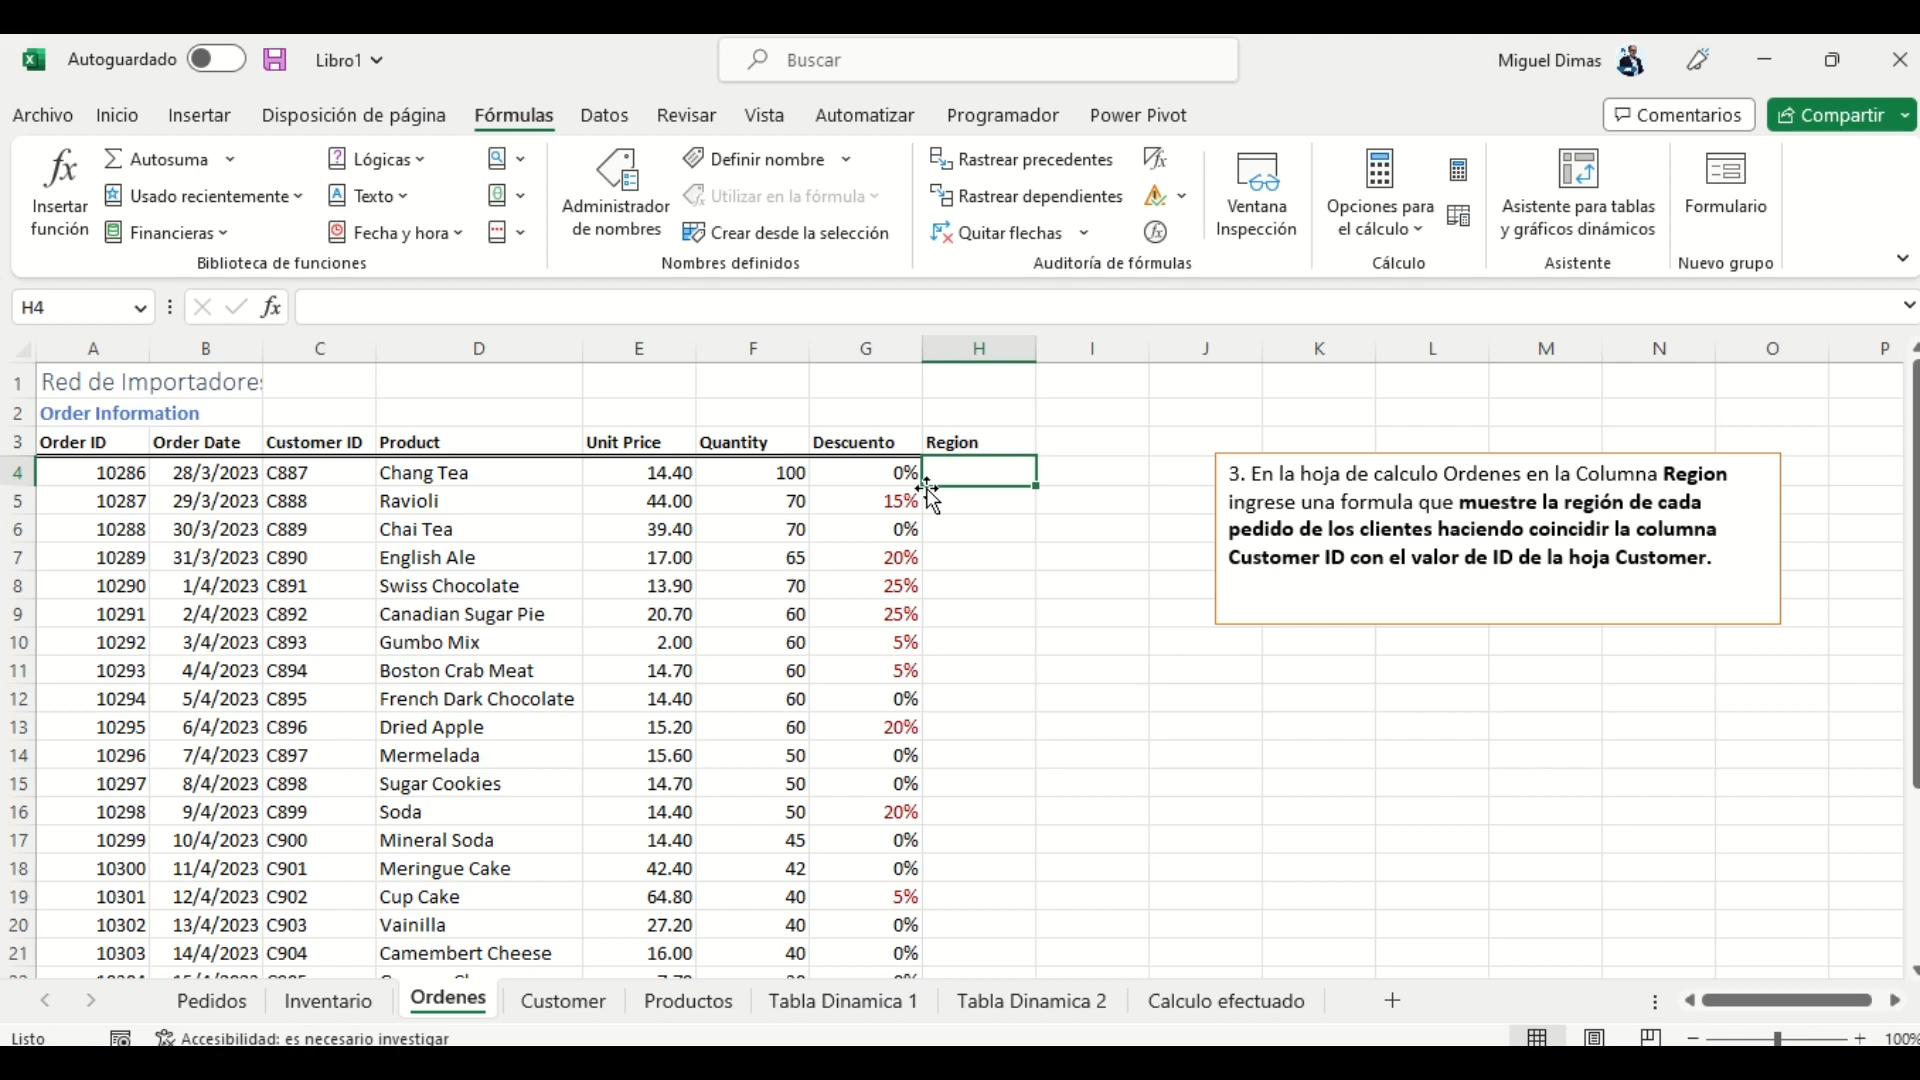 Autoguardado Libro1 Buscar Miguel Dimas
Archivo Inicio Insertar Disposición de página Fórmulas Datos Revisar Vista Automatizar Programador Power Pivot Comentarios Compartir
fx Insertar función
Autosuma
Usado recientemente
Financieras
Lógicas
Texto
Fecha y hora
Biblioteca de funciones
Administrador de nombres
Definir nombre
Utilizar en la fórmula
Crear desde la selección
Nombres definidos
Rastrear precedentes
Rastrear dependientes
Quitar flechas
Auditoría de fórmulas
Ventana Inspección
Opciones para el cálculo
Cálculo
Asistente para tablas y gráficos dinámicos
Asistente
Formulario
Nuevo grupo
H4 fx
A B C D E F G H I J K L M N O P
1 Red de Importadores
2 Order Information
3 Order ID Order Date Customer ID Product Unit Price Quantity Descuento Region
4 10286 28/3/2023 C887 Chang Tea 14.40 100 0%
5 10287 29/3/2023 C888 Ravioli 44.00 70 15%
6 10288 30/3/2023 C889 Chai Tea 39.40 70 0%
7 10289 31/3/2023 C890 English Ale 17.00 65 20%
8 10290 1/4/2023 C891 Swiss Chocolate 13.90 70 25%
9 10291 2/4/2023 C892 Canadian Sugar Pie 20.70 60 25%
10 10292 3/4/2023 C893 Gumbo Mix 2.00 60 5%
11 10293 4/4/2023 C894 Boston Crab Meat 14.70 60 5%
12 10294 5/4/2023 C895 French Dark Chocolate 14.40 60 0%
13 10295 6/4/2023 C896 Dried Apple 15.20 60 20%
14 10296 7/4/2023 C897 Mermelada 15.60 50 0%
15 10297 8/4/2023 C898 Sugar Cookies 14.70 50 0%
16 10298 9/4/2023 C899 Soda 14.40 50 20%
17 10299 10/4/2023 C900 Mineral Soda 14.40 45 0%
18 10300 11/4/2023 C901 Meringue Cake 42.40 42 0%
19 10301 12/4/2023 C902 Cup Cake 64.80 40 5%
20 10302 13/4/2023 C903 Vainilla 27.20 40 0%
21 10303 14/4/2023 C904 Camembert Cheese 16.00 40 0%
3. En la hoja de calculo Ordenes en la Columna Region
ingrese una formula que muestre la región de cada
pedido de los clientes haciendo coincidir la columna
Customer ID con el valor de ID de la hoja Customer.
Pedidos Inventario Ordenes Customer Productos Tabla Dinamica 1 Tabla Dinamica 2 Calculo efectuado
Listo Accesibilidad: es necesario investigar 100%